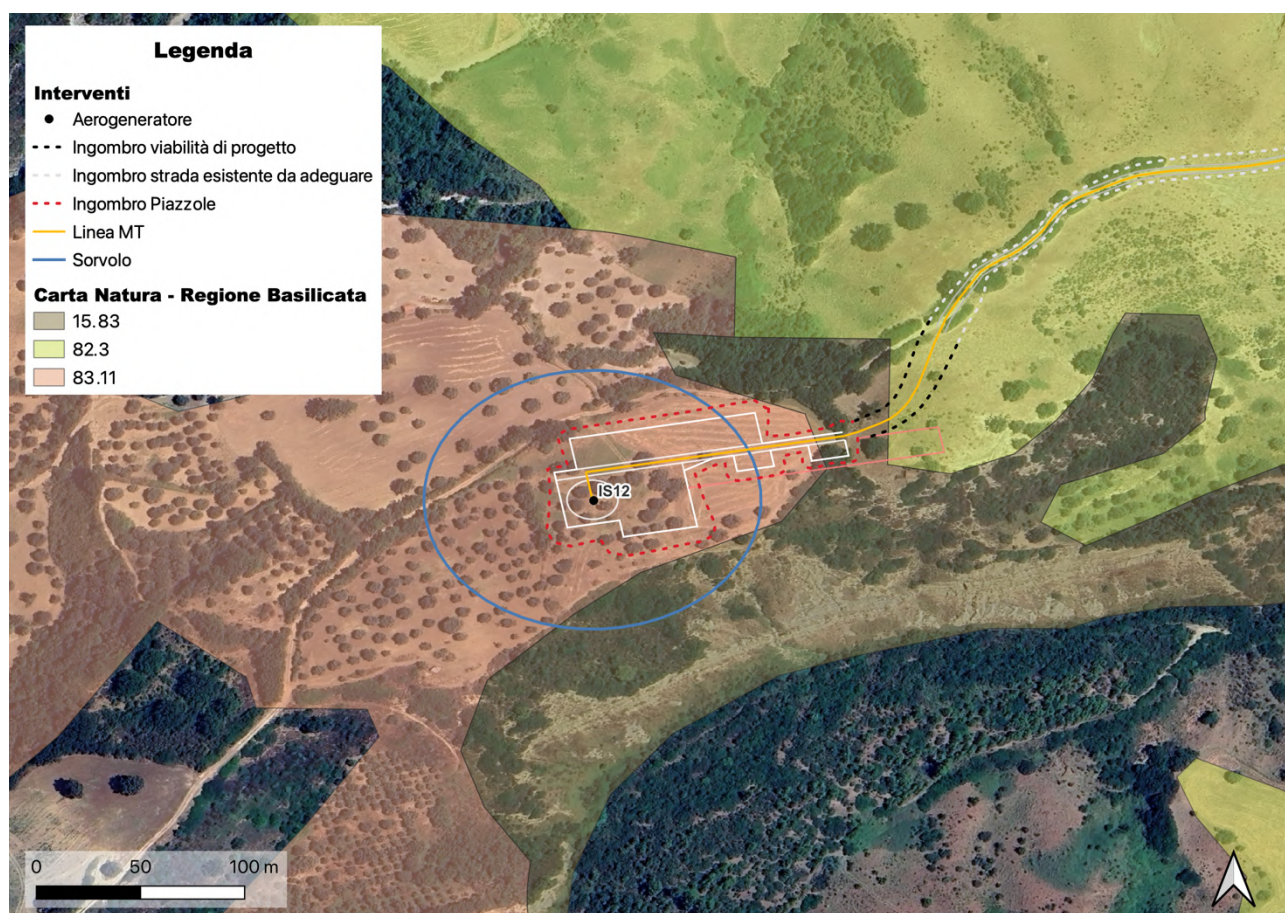 Legenda
Interventi
Aerogeneratore
Ingombro viabilità di progetto
Ingombro strada esistente da adeguare
Ingombro Piazzole
Linea MT
Sorvolo
Carta Natura - Regione Basilicata
15.83
82.3
83.11
IS12
0 50 100 m